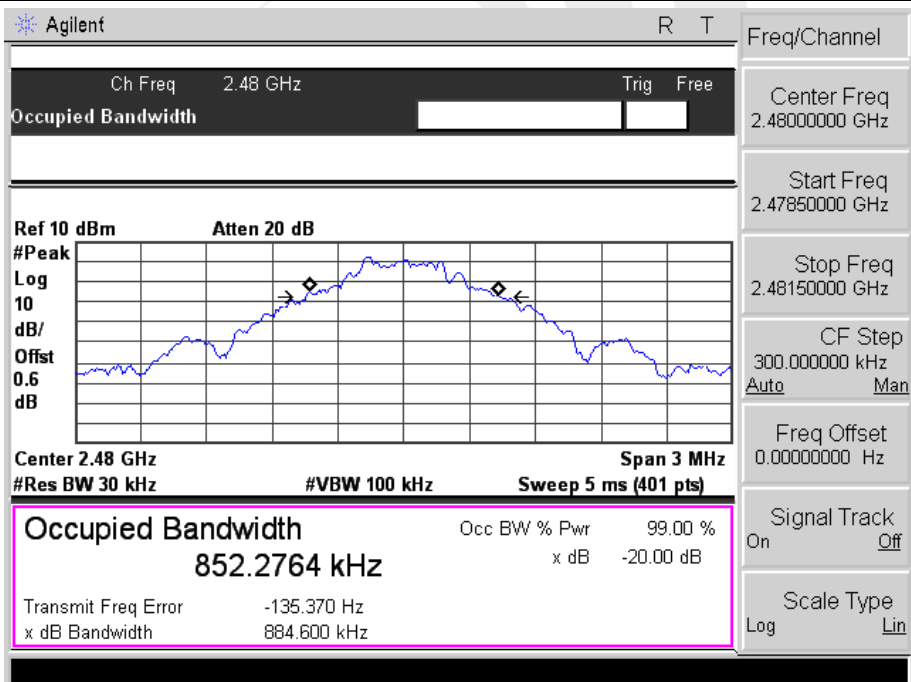 Agilent R T
Ch Freq 2.48 GHz Trig Free
Occupied Bandwidth
Ref 10 dBm Atten 20 dB
#Peak
Log
10
dB/
Offst
0.6
dB
Center 2.48 GHz Span 3 MHz
#Res BW 30 kHz #VBW 100 kHz Sweep 5 ms (401 pts)
Occupied Bandwidth
852.2764 kHz
Occ BW % Pwr 99.00 %
x dB -20.00 dB
Transmit Freq Error -135.370 Hz
x dB Bandwidth 884.600 kHz
Freq/Channel
Center Freq
2.48000000 GHz
Start Freq
2.47850000 GHz
Stop Freq
2.48150000 GHz
CF Step
300.000000 kHz
Auto Man
Freq Offset
0.00000000 Hz
Signal Track
On Off
Scale Type
Log Lin